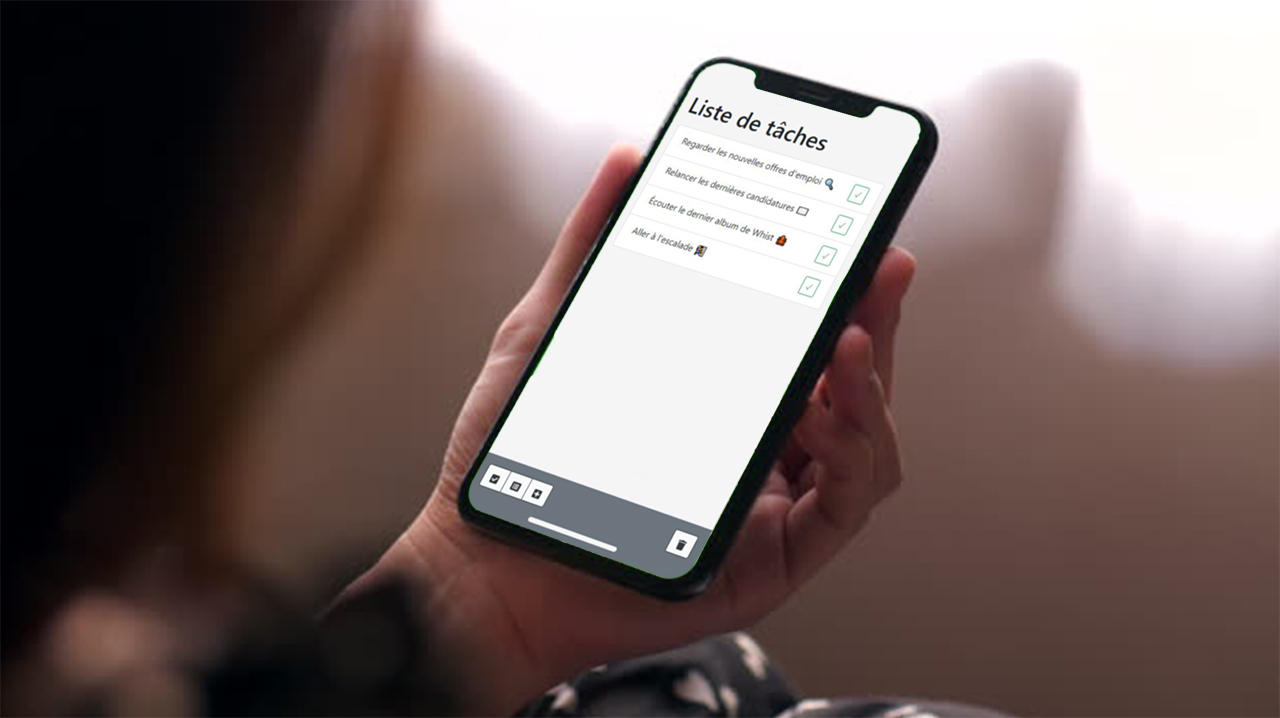 Liste de tâches
Regarder les nouvelles offres d'emploi 🔍
Relancer les dernières candidatures
Écouter le dernier album de Whist
Aller à l'escalade